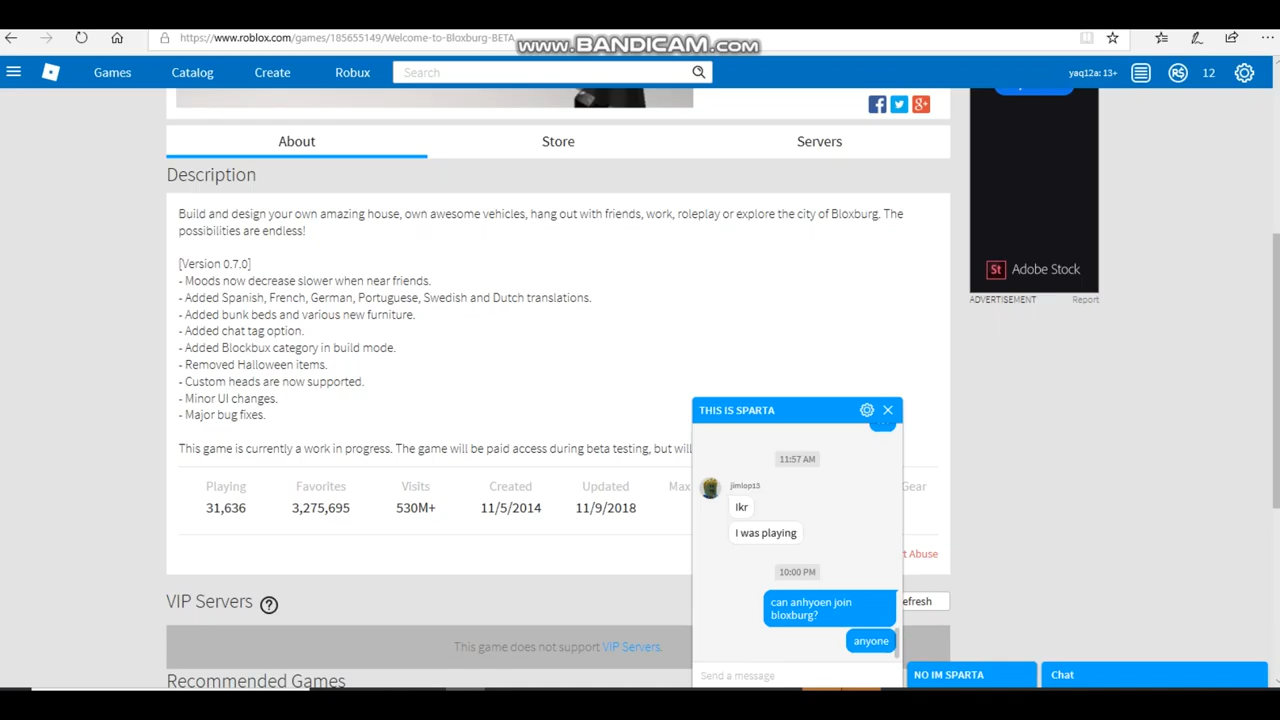 https://www.roblox.com/games/185655149/Welcome-to-Bloxburg-BETA
www.BANDICAM.com
Games
Catalog
Create
Robux
Search
yaq12a: 13+
R$
12
About
Store
Servers
Description
Build and design your own amazing house, own awesome vehicles, hang out with friends, work, roleplay or explore the city of Bloxburg. The
possibilities are endless!
[Version 0.7.0]
- Moods now decrease slower when near friends.
- Added Spanish, French, German, Portuguese, Swedish and Dutch translations.
- Added bunk beds and various new furniture.
- Added chat tag option.
- Added Blockbux category in build mode.
- Removed Halloween items.
- Custom heads are now supported.
- Minor UI changes.
- Major bug fixes.
This game is currently a work in progress. The game will be paid access during beta testing, but will
Playing
Favorites
Visits
Created
Updated
Max
Gear
31,636
3,275,695
530M+
11/5/2014
11/9/2018
t Abuse
VIP Servers
?
efresh
This game does not support VIP Servers.
Recommended Games
St Adobe Stock
ADVERTISEMENT
Report
THIS IS SPARTA
11:57 AM
jimlop13
Ikr
I was playing
10:00 PM
can anhyoen join
bloxburg?
anyone
Send a message
NO IM SPARTA
Chat